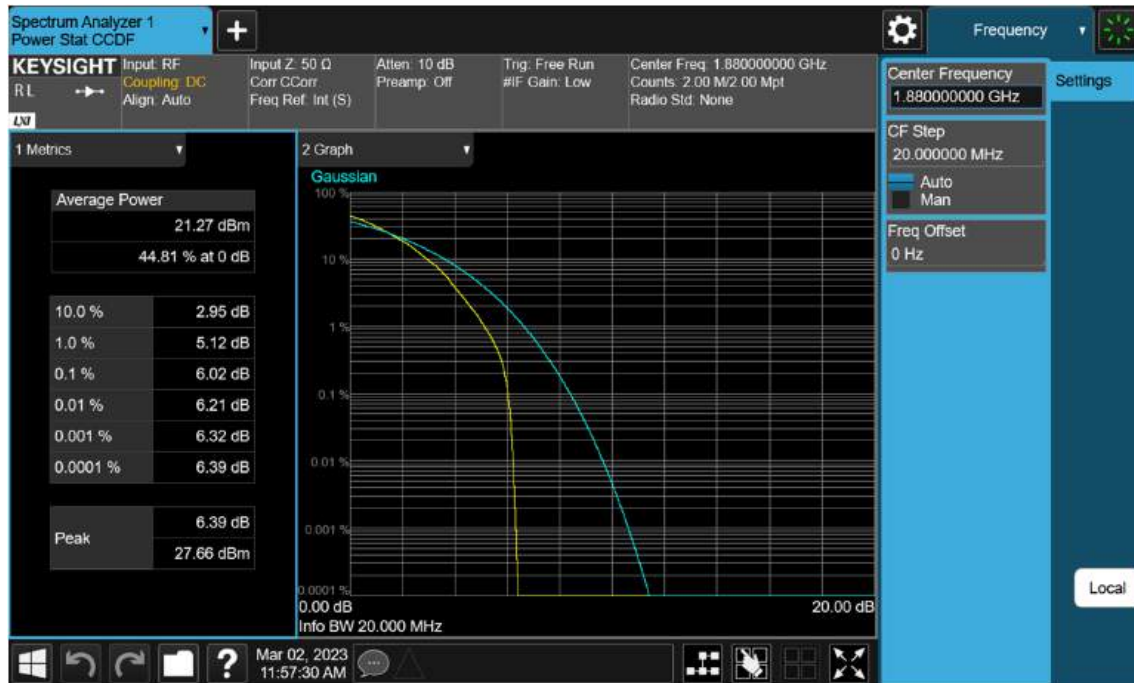 Spectrum Analyzer 1
Power Stat CCDF
Frequency
KEYSIGHT
RL
LXI
Input: RF
Coupling: DC
Align: Auto
Input Z: 50 Ω
Corr CCorr
Freq Ref: Int (S)
Atten: 10 dB
Preamp: Off
Trig: Free Run
#IF Gain: Low
Center Freq: 1.880000000 GHz
Counts: 2.00 M/2.00 Mpt
Radio Std: None
Center Frequency
1.880000000 GHz
Settings
CF Step
20.000000 MHz
Auto
Man
Freq Offset
0 Hz
1 Metrics
Average Power
21.27 dBm
44.81 % at 0 dB
10.0 % 2.95 dB
1.0 % 5.12 dB
0.1 % 6.02 dB
0.01 % 6.21 dB
0.001 % 6.32 dB
0.0001 % 6.39 dB
Peak
6.39 dB
27.66 dBm
2 Graph
Gaussian
100 %
10 %
1 %
0.1 %
0.01 %
0.001 %
0.0001 %
0.00 dB
20.00 dB
Info BW 20.000 MHz
Local
?
Mar 02, 2023
11:57:30 AM